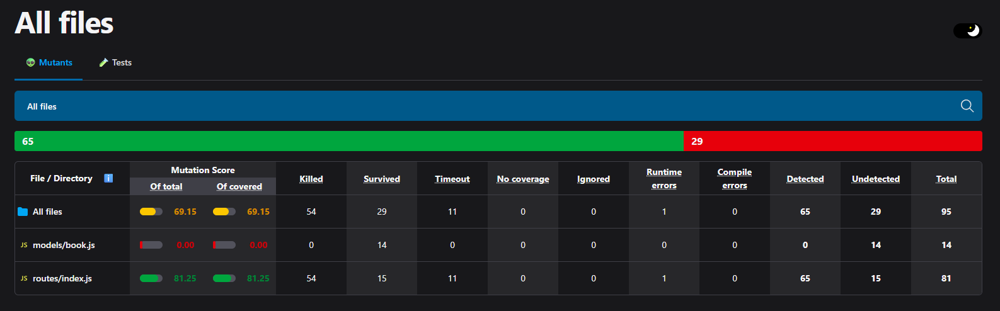 All files
Mutants Tests
All files
65 29
File / Directory Mutation Score Killed Survived Timeout No coverage Ignored Runtime errors Compile errors Detected Undetected Total
Of total Of covered
All files 69.15 69.15 54 29 11 0 0 1 0 65 29 95
JS models/book.js 0.00 0.00 0 14 0 0 0 0 0 0 14 14
JS routes/index.js 81.25 81.25 54 15 11 0 0 1 0 65 15 81